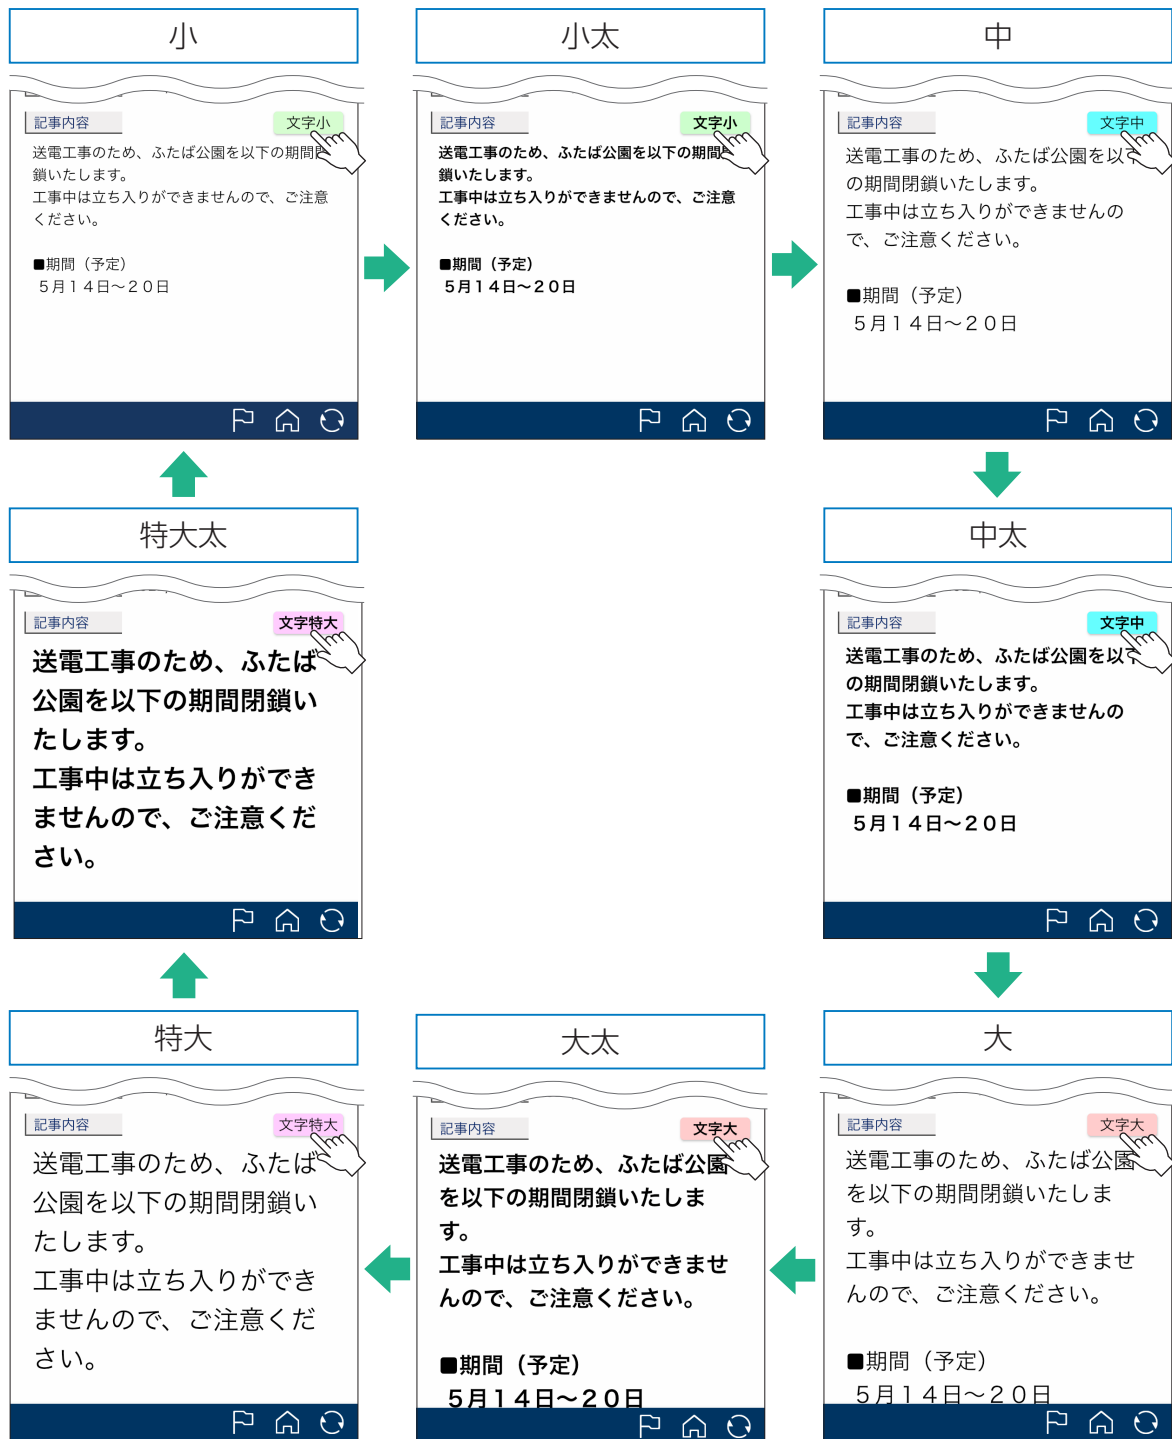 小
記事内容
文字小
送電工事のため、ふたば公園を以下の期間閉
鎖いたします。
工事中は立ち入りができませんので、ご注意
ください。
■期間（予定）
５月１４日～２０日
小太
記事内容
文字小
送電工事のため、ふたば公園を以下の期間
鎖いたします。
工事中は立ち入りができませんので、ご注意
ください。
■期間（予定）
５月１４日～２０日
中
記事内容
文字中
送電工事のため、ふたば公園を以下
の期間閉鎖いたします。
工事中は立ち入りができませんの
で、ご注意ください。
■期間（予定）
５月１４日～２０日
中太
記事内容
文字中
送電工事のため、ふたば公園を以下
の期間閉鎖いたします。
工事中は立ち入りができませんの
で、ご注意ください。
■期間（予定）
５月１４日～２０日
大
記事内容
文字大
送電工事のため、ふたば公園
を以下の期間閉鎖いたしま
す。
工事中は立ち入りができませ
んので、ご注意ください。
■期間（予定）
５月１４日～２０日
大太
記事内容
文字大
送電工事のため、ふたば公園
を以下の期間閉鎖いたしま
す。
工事中は立ち入りができませ
んので、ご注意ください。
■期間（予定）
５月１４日～２０日
特大
記事内容
文字特大
送電工事のため、ふたば
公園を以下の期間閉鎖い
たします。
工事中は立ち入りができ
ませんので、ご注意くだ
さい。
特大太
記事内容
文字特大
送電工事のため、ふたば
公園を以下の期間閉鎖い
たします。
工事中は立ち入りができ
ませんので、ご注意くだ
さい。